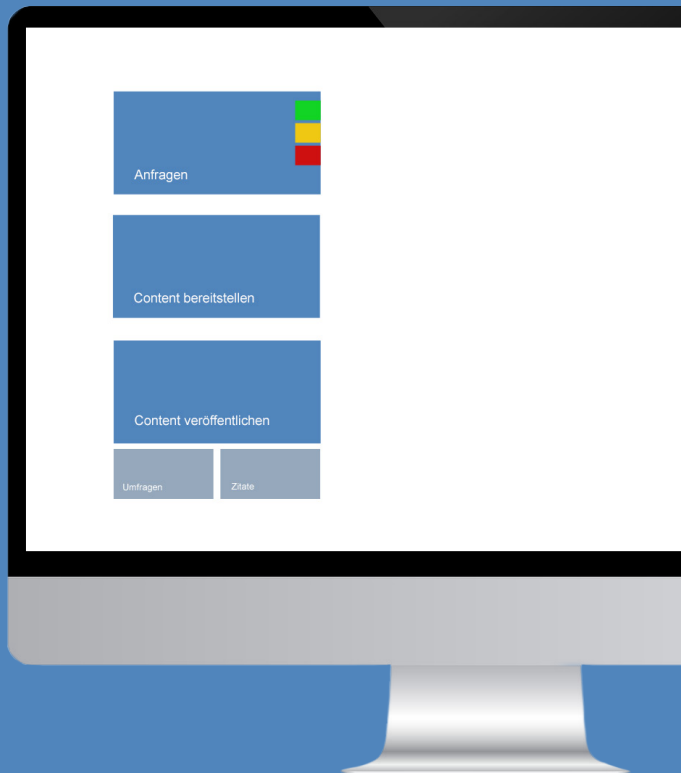 Anfragen
Content bereitstellen
Content veröffentlichen
Umfragen
Zitate